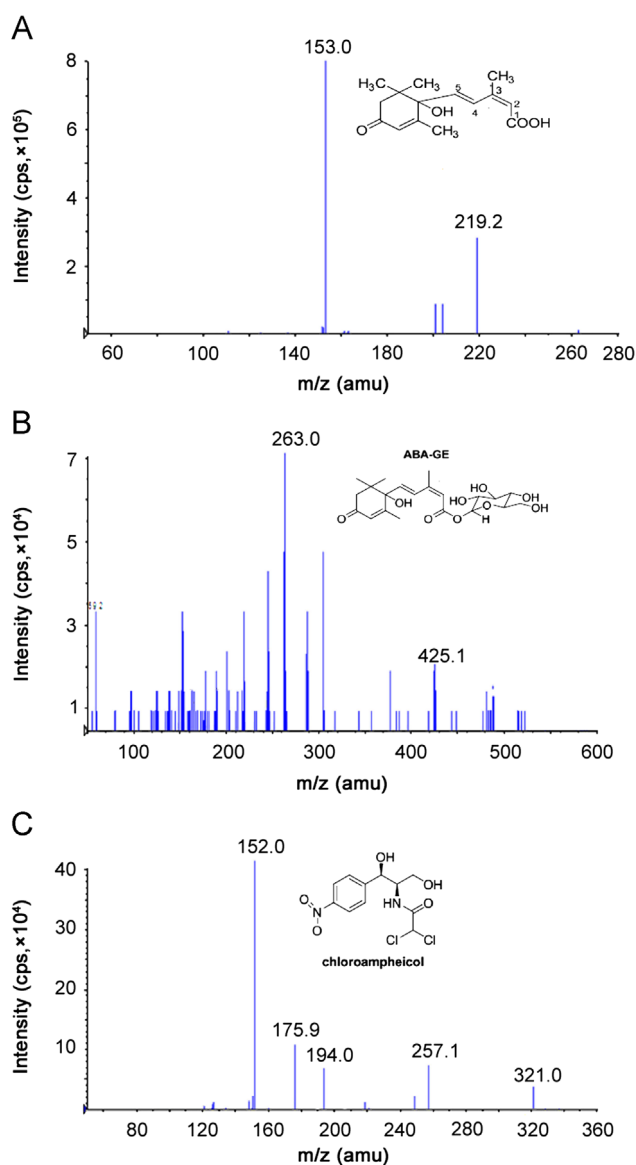 A
153.0
8
6
4
2
219.2
Intensity (cps,×10⁵)
H₃C
CH₃
OH
O
CH₃
5
4
CH₃
3
2
1
COOH
60 100 140 180 220 260 280
m/z (amu)
B
263.0
7
5
3
1
425.1
Intensity (cps,×10⁴)
ABA-GE
OH
O
O
O
HO
HO
HO
O
H
OH
OH
100 200 300 400 500 600
m/z (amu)
C
152.0
40
30
20
10
175.9
194.0
257.1
321.0
Intensity (cps,×10⁴)
OH
OH
HN
O
O
N
O
Cl
Cl
chloroampheicol
80 120 160 200 240 280 320 360
m/z (amu)